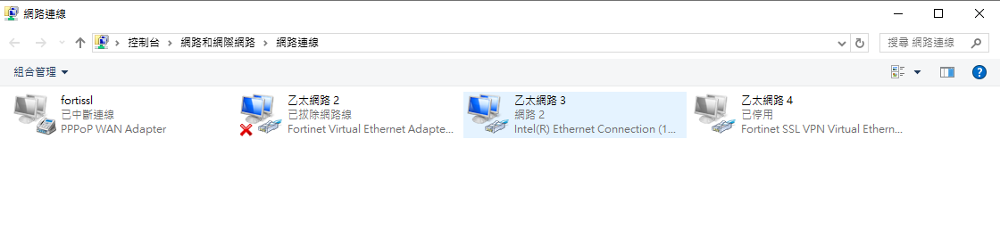 網路連線
控制台 > 網路和網際網路 > 網路連線
搜尋 網路連線
組合管理
fortissl
已中斷連線
PPPoP WAN Adapter
乙太網路 2
已拔除網路線
Fortinet Virtual Ethernet Adapte...
乙太網路 3
網路 2
Intel(R) Ethernet Connection (1...
乙太網路 4
已停用
Fortinet SSL VPN Virtual Ethern...